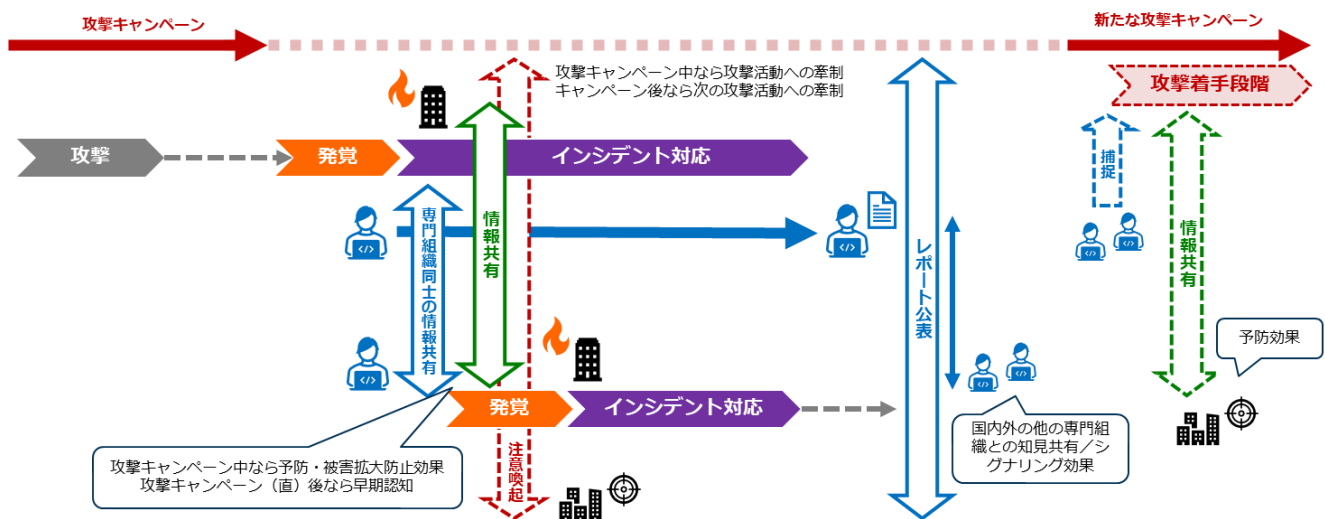 攻撃キャンペーン
新たな攻撃キャンペーン
攻撃キャンペーン中なら攻撃活動への牽制
キャンペーン後なら次の攻撃活動への牽制
攻撃着手段階
攻撃
発覚
インシデント対応
捕捉
専門組織同士の情報共有
情報共有
レポート公表
情報共有
予防効果
発覚
インシデント対応
国内外の他の専門組
織との知見共有／シ
グナリング効果
攻撃キャンペーン中なら予防・被害拡大防止効果
攻撃キャンペーン（直）後なら早期認知
注意喚起